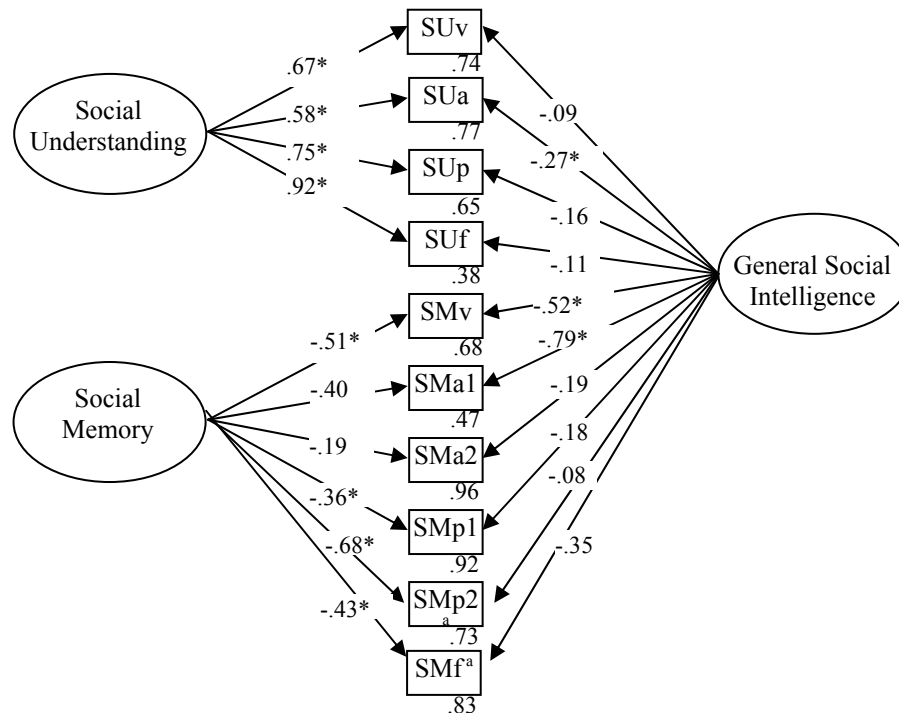 SUv
.67*
.74
Social
Understanding
.58*
SUa
-.09
.77
-.27*
.75*
SUp
.92*
.65
-.16
SUf
-.11
.38
General Social
Intelligence
SMv
-.52*
-.51*
.68
-.79*
Social
Memory
-.40
SMa1
-.19
.47
-.19
SMa2
-.18
.96
-.08
-.36*
SMp1
-.68*
.92
-.35
SMp2
a
.73
-.43*
SMfᵃ
.83